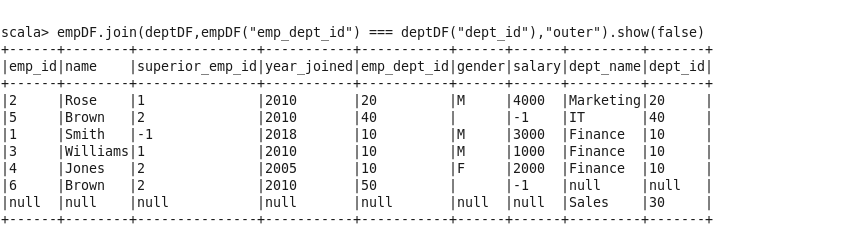 scala> empDF.join(deptDF,empDF("emp_dept_id") === deptDF("dept_id"),"outer").show(false)
+------+--------+---------------+-----------+-----------+------+------+---------+-------+
|emp_id|name    |superior_emp_id|year_joined|emp_dept_id|gender|salary|dept_name|dept_id|
+------+--------+---------------+-----------+-----------+------+------+---------+-------+
|2     |Rose    |1              |2010       |20         |M     |4000  |Marketing|20     |
|5     |Brown   |2              |2010       |40         |      |-1    |IT       |40     |
|1     |Smith   |-1             |2018       |10         |M     |3000  |Finance  |10     |
|3     |Williams|1              |2010       |10         |M     |1000  |Finance  |10     |
|4     |Jones   |2              |2005       |10         |F     |2000  |Finance  |10     |
|6     |Brown   |2              |2010       |50         |      |-1    |null     |null   |
|null  |null    |null           |null       |null       |null  |null  |Sales    |30     |
+------+--------+---------------+-----------+-----------+------+------+---------+-------+